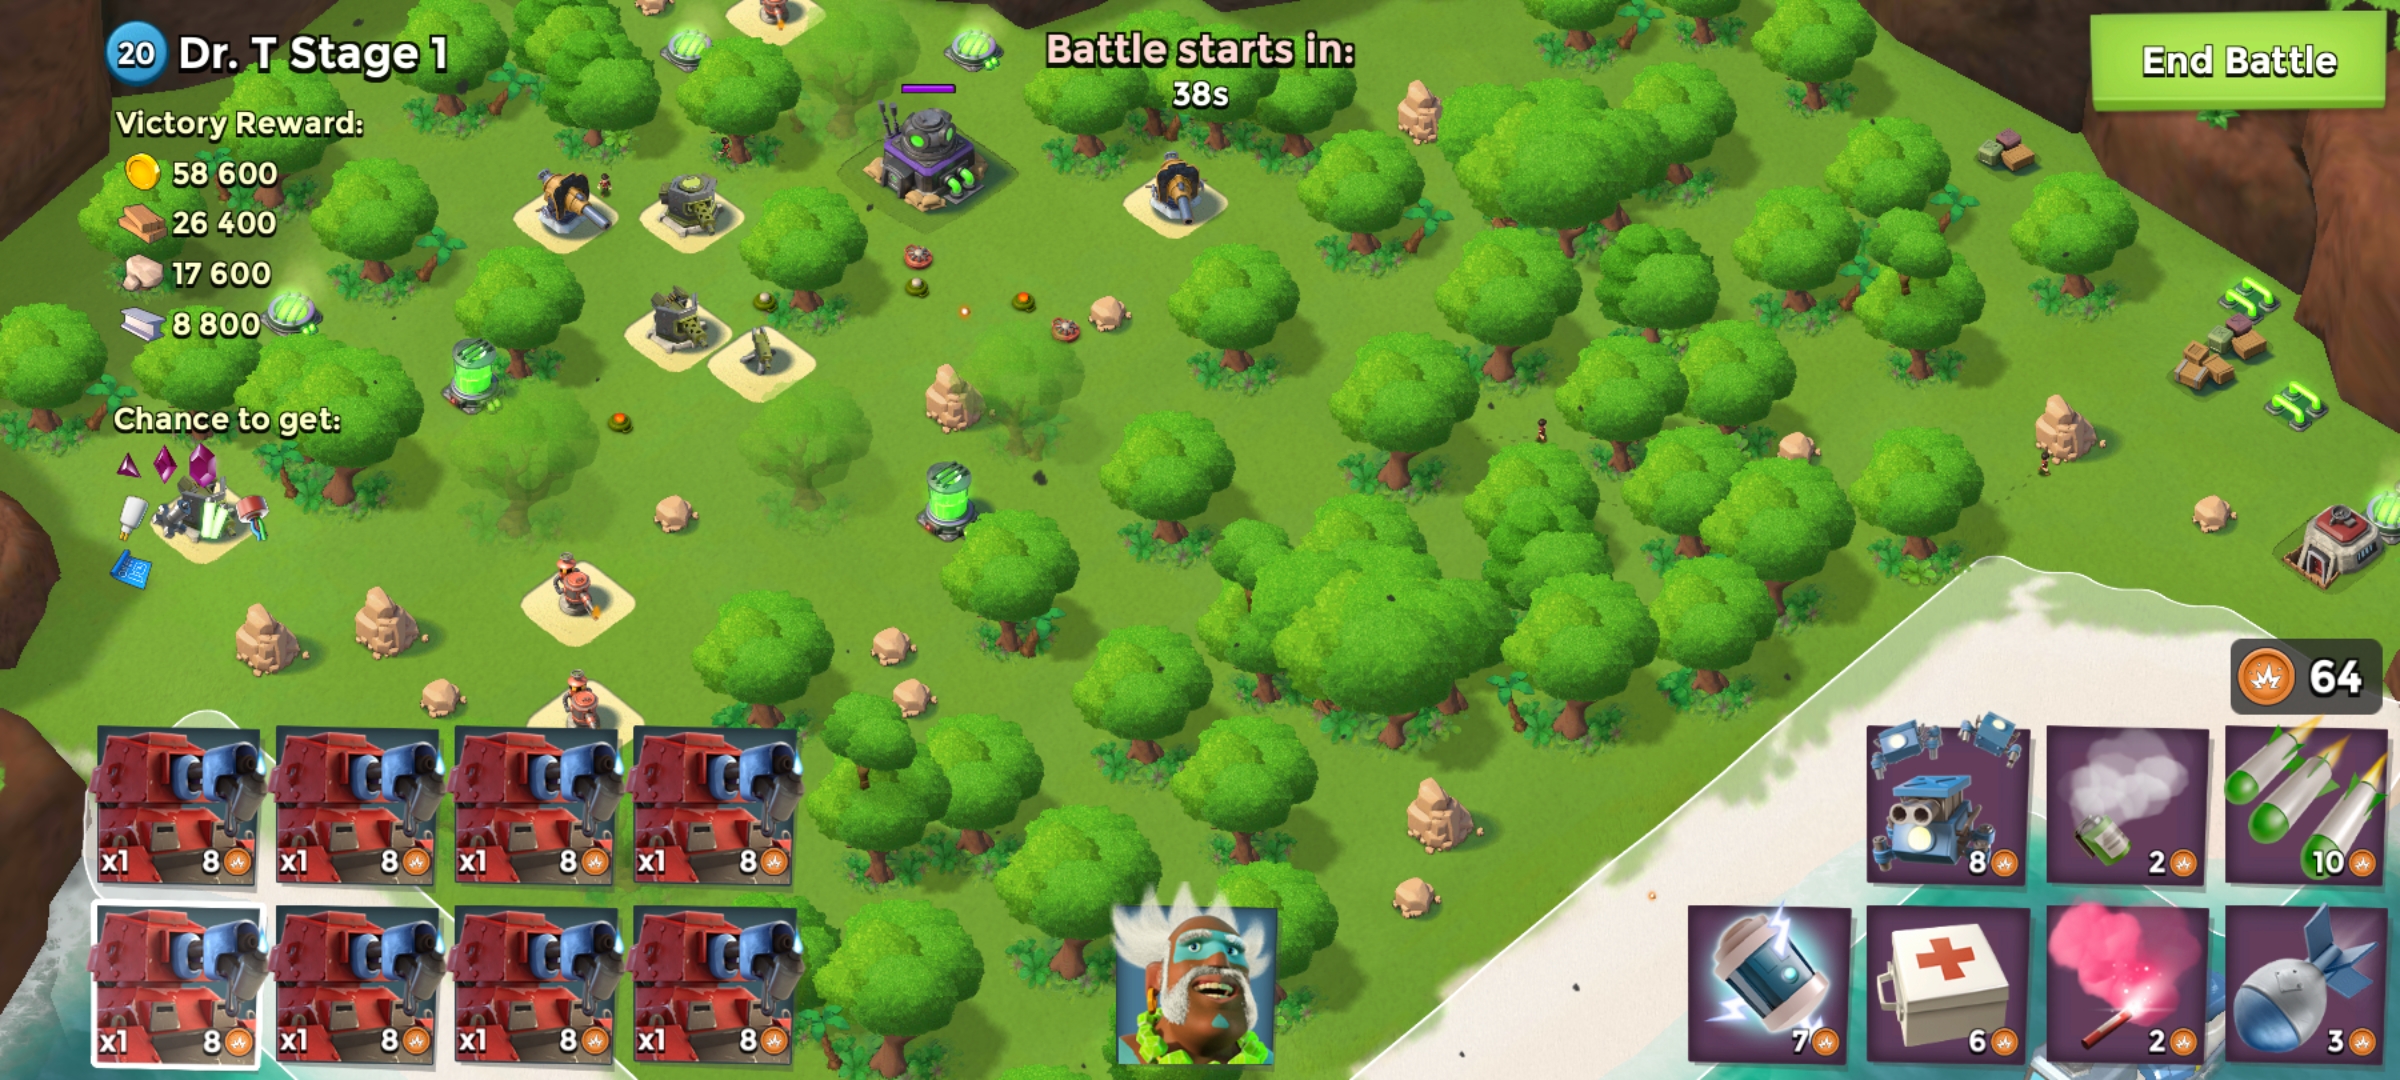 20 Dr. T Stage 1
Battle starts in:
38s
End Battle
Victory Reward:
58 600
26 400
17 600
8 800
Chance to get:
64
x1 8
x1 8
x1 8
x1 8
8
2
10
x1 8
x1 8
x1 8
x1 8
7
6
2
3